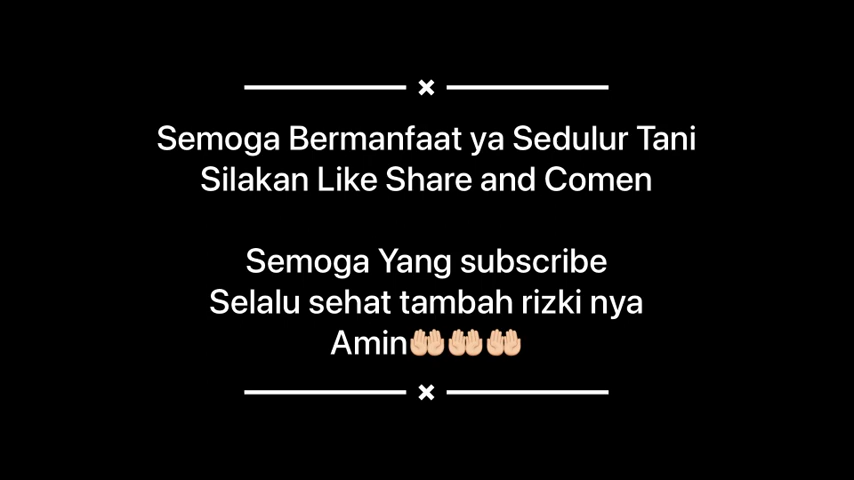 Semoga Bermanfaat ya Sedulur Tani
Silakan Like Share and Comen
Semoga Yang subscribe
Selalu sehat tambah rizki nya
Amin🤲🏻🤲🏻🤲🏻